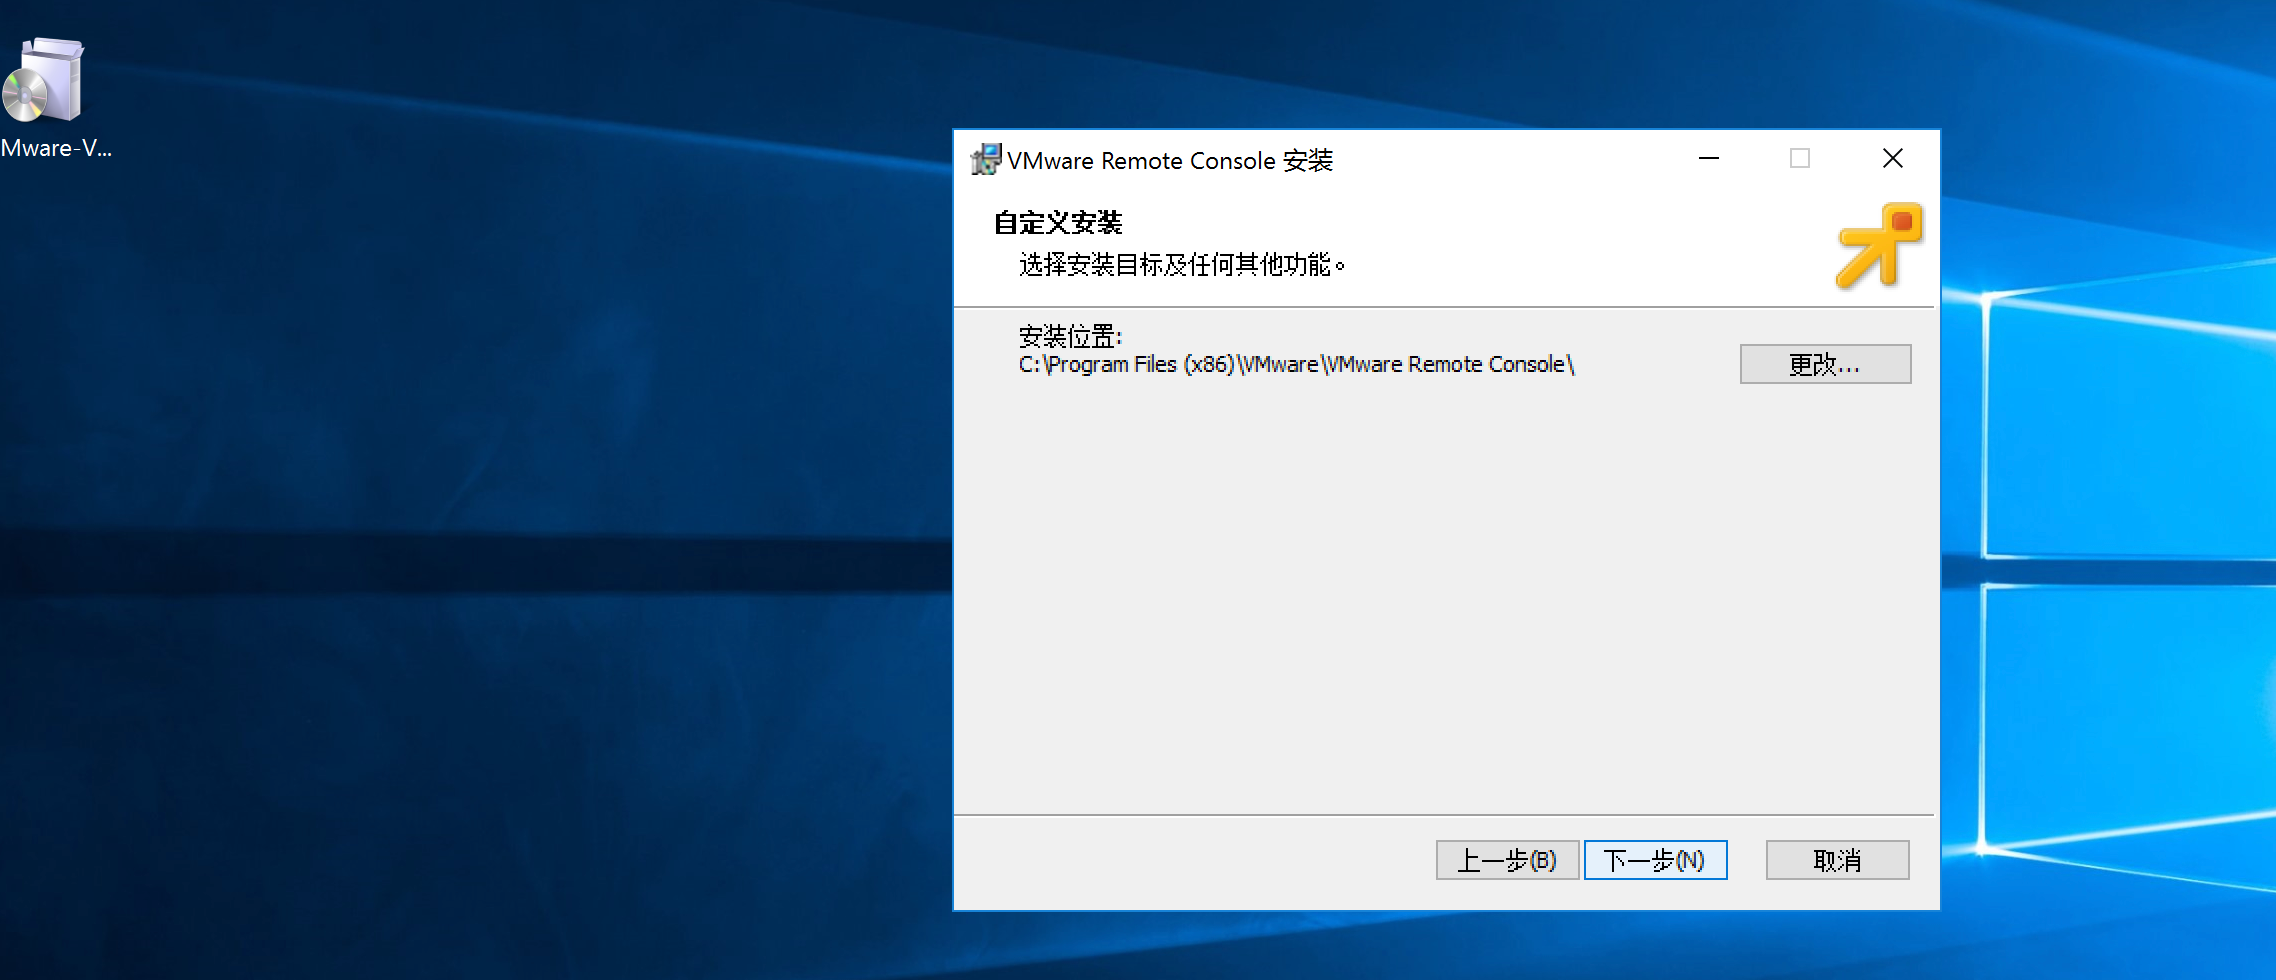 Mware-V...
VMware Remote Console 安装
自定义安装
选择安装目标及任何其他功能。
安装位置:
C:\Program Files (x86)\VMware\VMware Remote Console\
更改...
上一步(B)
下一步(N)
取消